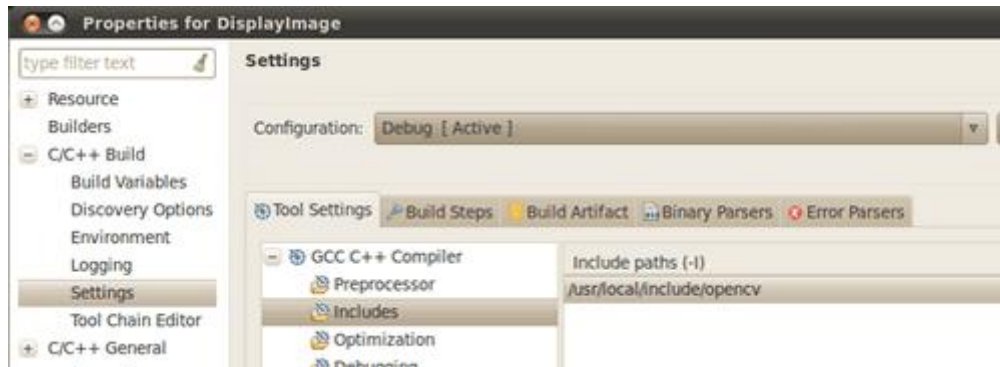 Properties for DisplayImage
type filter text
Settings
Resource
Builders
C/C++ Build
Build Variables
Discovery Options
Environment
Logging
Settings
Tool Chain Editor
C/C++ General
Configuration:
Debug [ Active ]
Tool Settings
Build Steps
Build Artifact
Binary Parsers
Error Parsers
GCC C++ Compiler
Preprocessor
Includes
Optimization
Debugging
Include paths (-I)
/usr/local/include/opencv